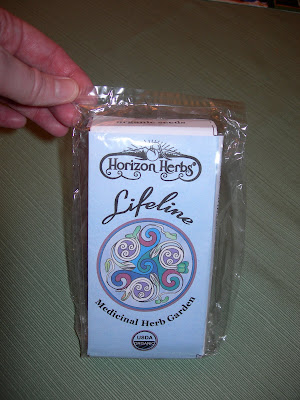 organic seeds
Horizon Herbs®
Lifeline
Medicinal Herb Garden
USDA
ORGANIC